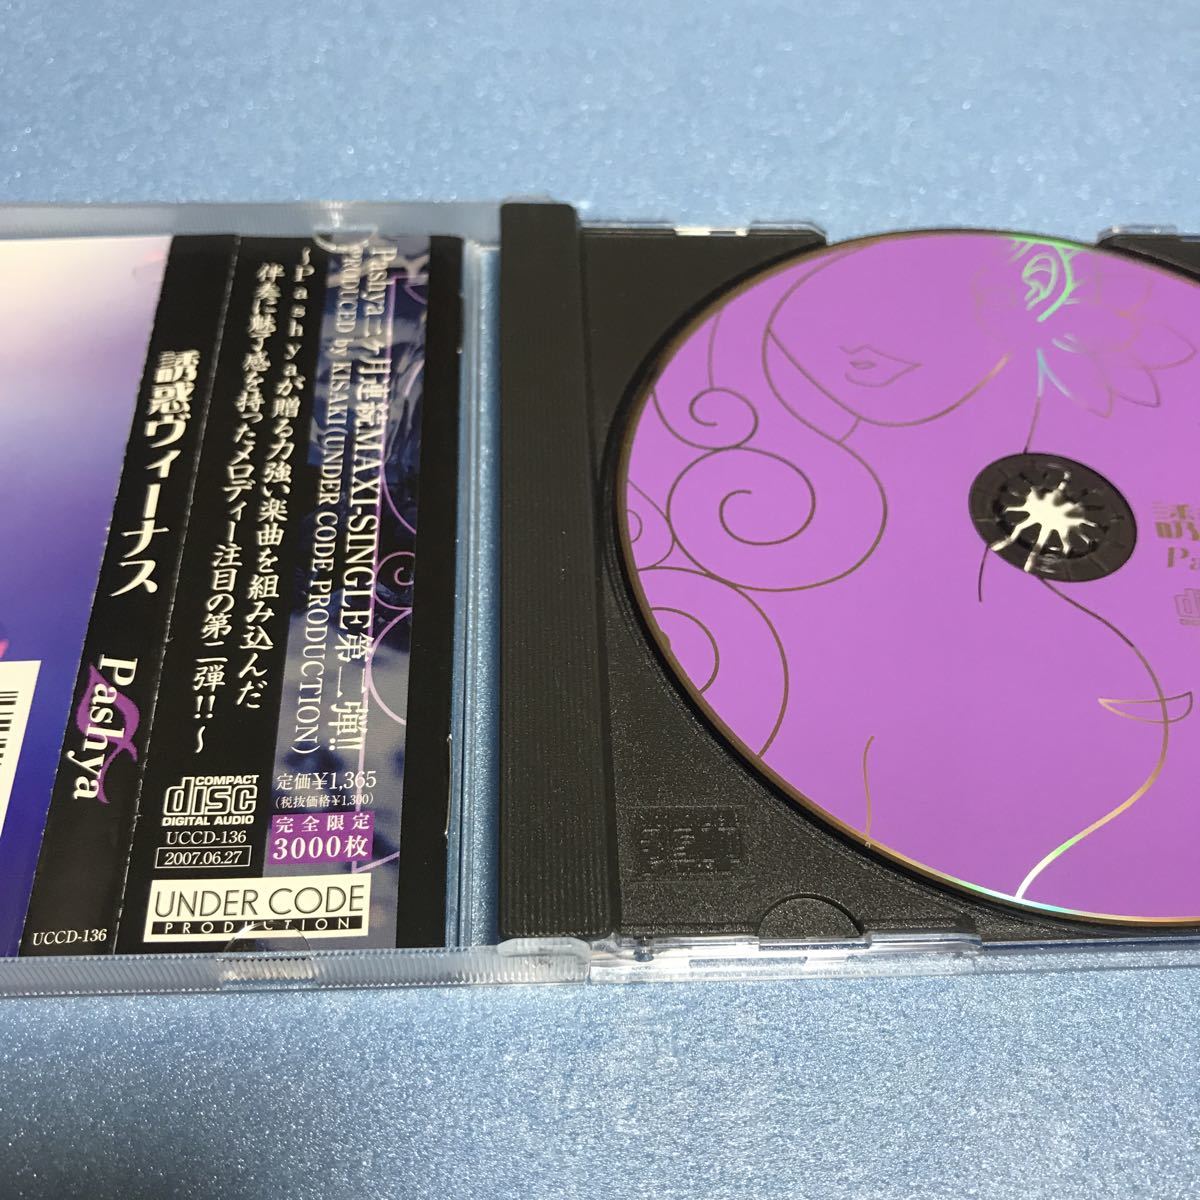 誘惑ヴィーナス
Pashya
UCCD-136
Pashya二ヶ月連続MAXI-SINGLE第二弾!!
PRODUCED by KISAKI(UNDER CODE PRODUCTION)
～Pashyaが贈る力強い楽曲を組み込んだ
伴奏に魅了感を持ったメロディー注目の第二弾!!～
COMPACT
disc
DIGITAL AUDIO
UCCD-136
2007.06.27
定価¥1,365
(税抜価格¥1,300)
完全限定
3000枚
UNDER CODE
PRODUCTION
誘
Pa